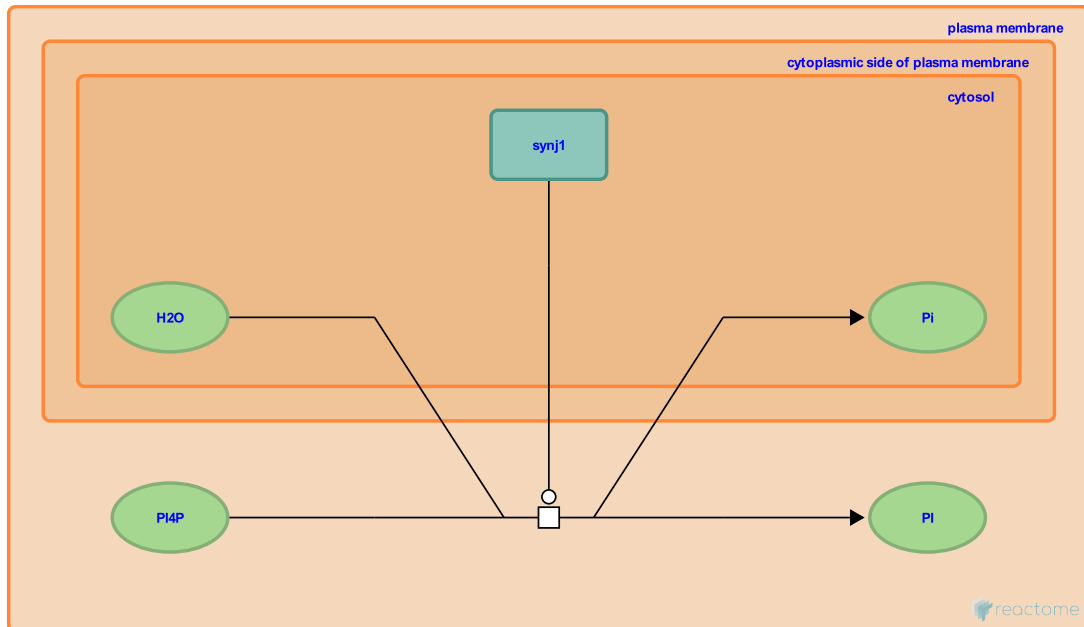 plasma membrane
cytoplasmic side of plasma membrane
cytosol
synj1
H2O
Pi
PI4P
PI
reactome